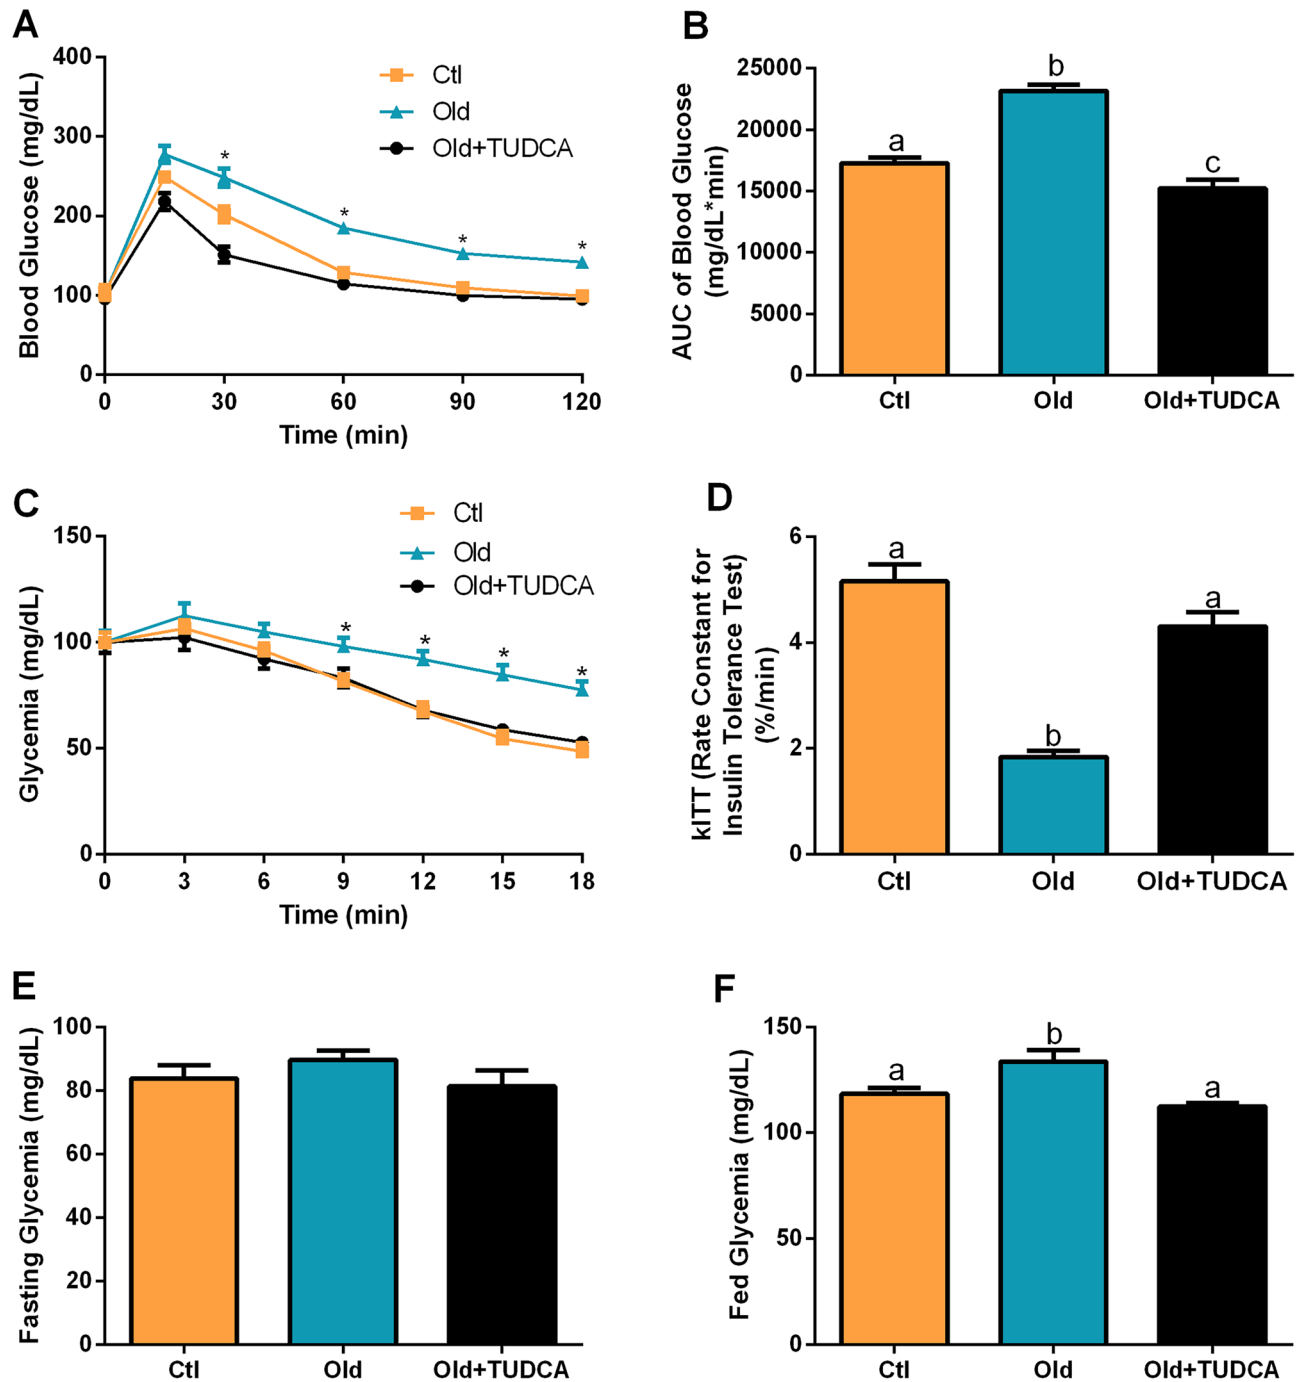 A
Blood Glucose (mg/dL)
400
300
200
100
0
0 30 60 90 120
Time (min)
Ctl
Old
Old+TUDCA
*
*
*
*
B
AUC of Blood Glucose
(mg/dL*min)
25000
20000
15000
10000
5000
0
a
b
c
Ctl Old Old+TUDCA
C
Glycemia (mg/dL)
150
100
50
0
0 3 6 9 12 15 18
Time (min)
Ctl
Old
Old+TUDCA
*
*
*
*
D
kITT (Rate Constant for
Insulin Tolerance Test)
(%/min)
6
4
2
0
a
b
a
Ctl Old Old+TUDCA
E
Fasting Glycemia (mg/dL)
100
80
60
40
20
0
Ctl Old Old+TUDCA
F
Fed Glycemia (mg/dL)
150
100
50
0
a
b
a
Ctl Old Old+TUDCA